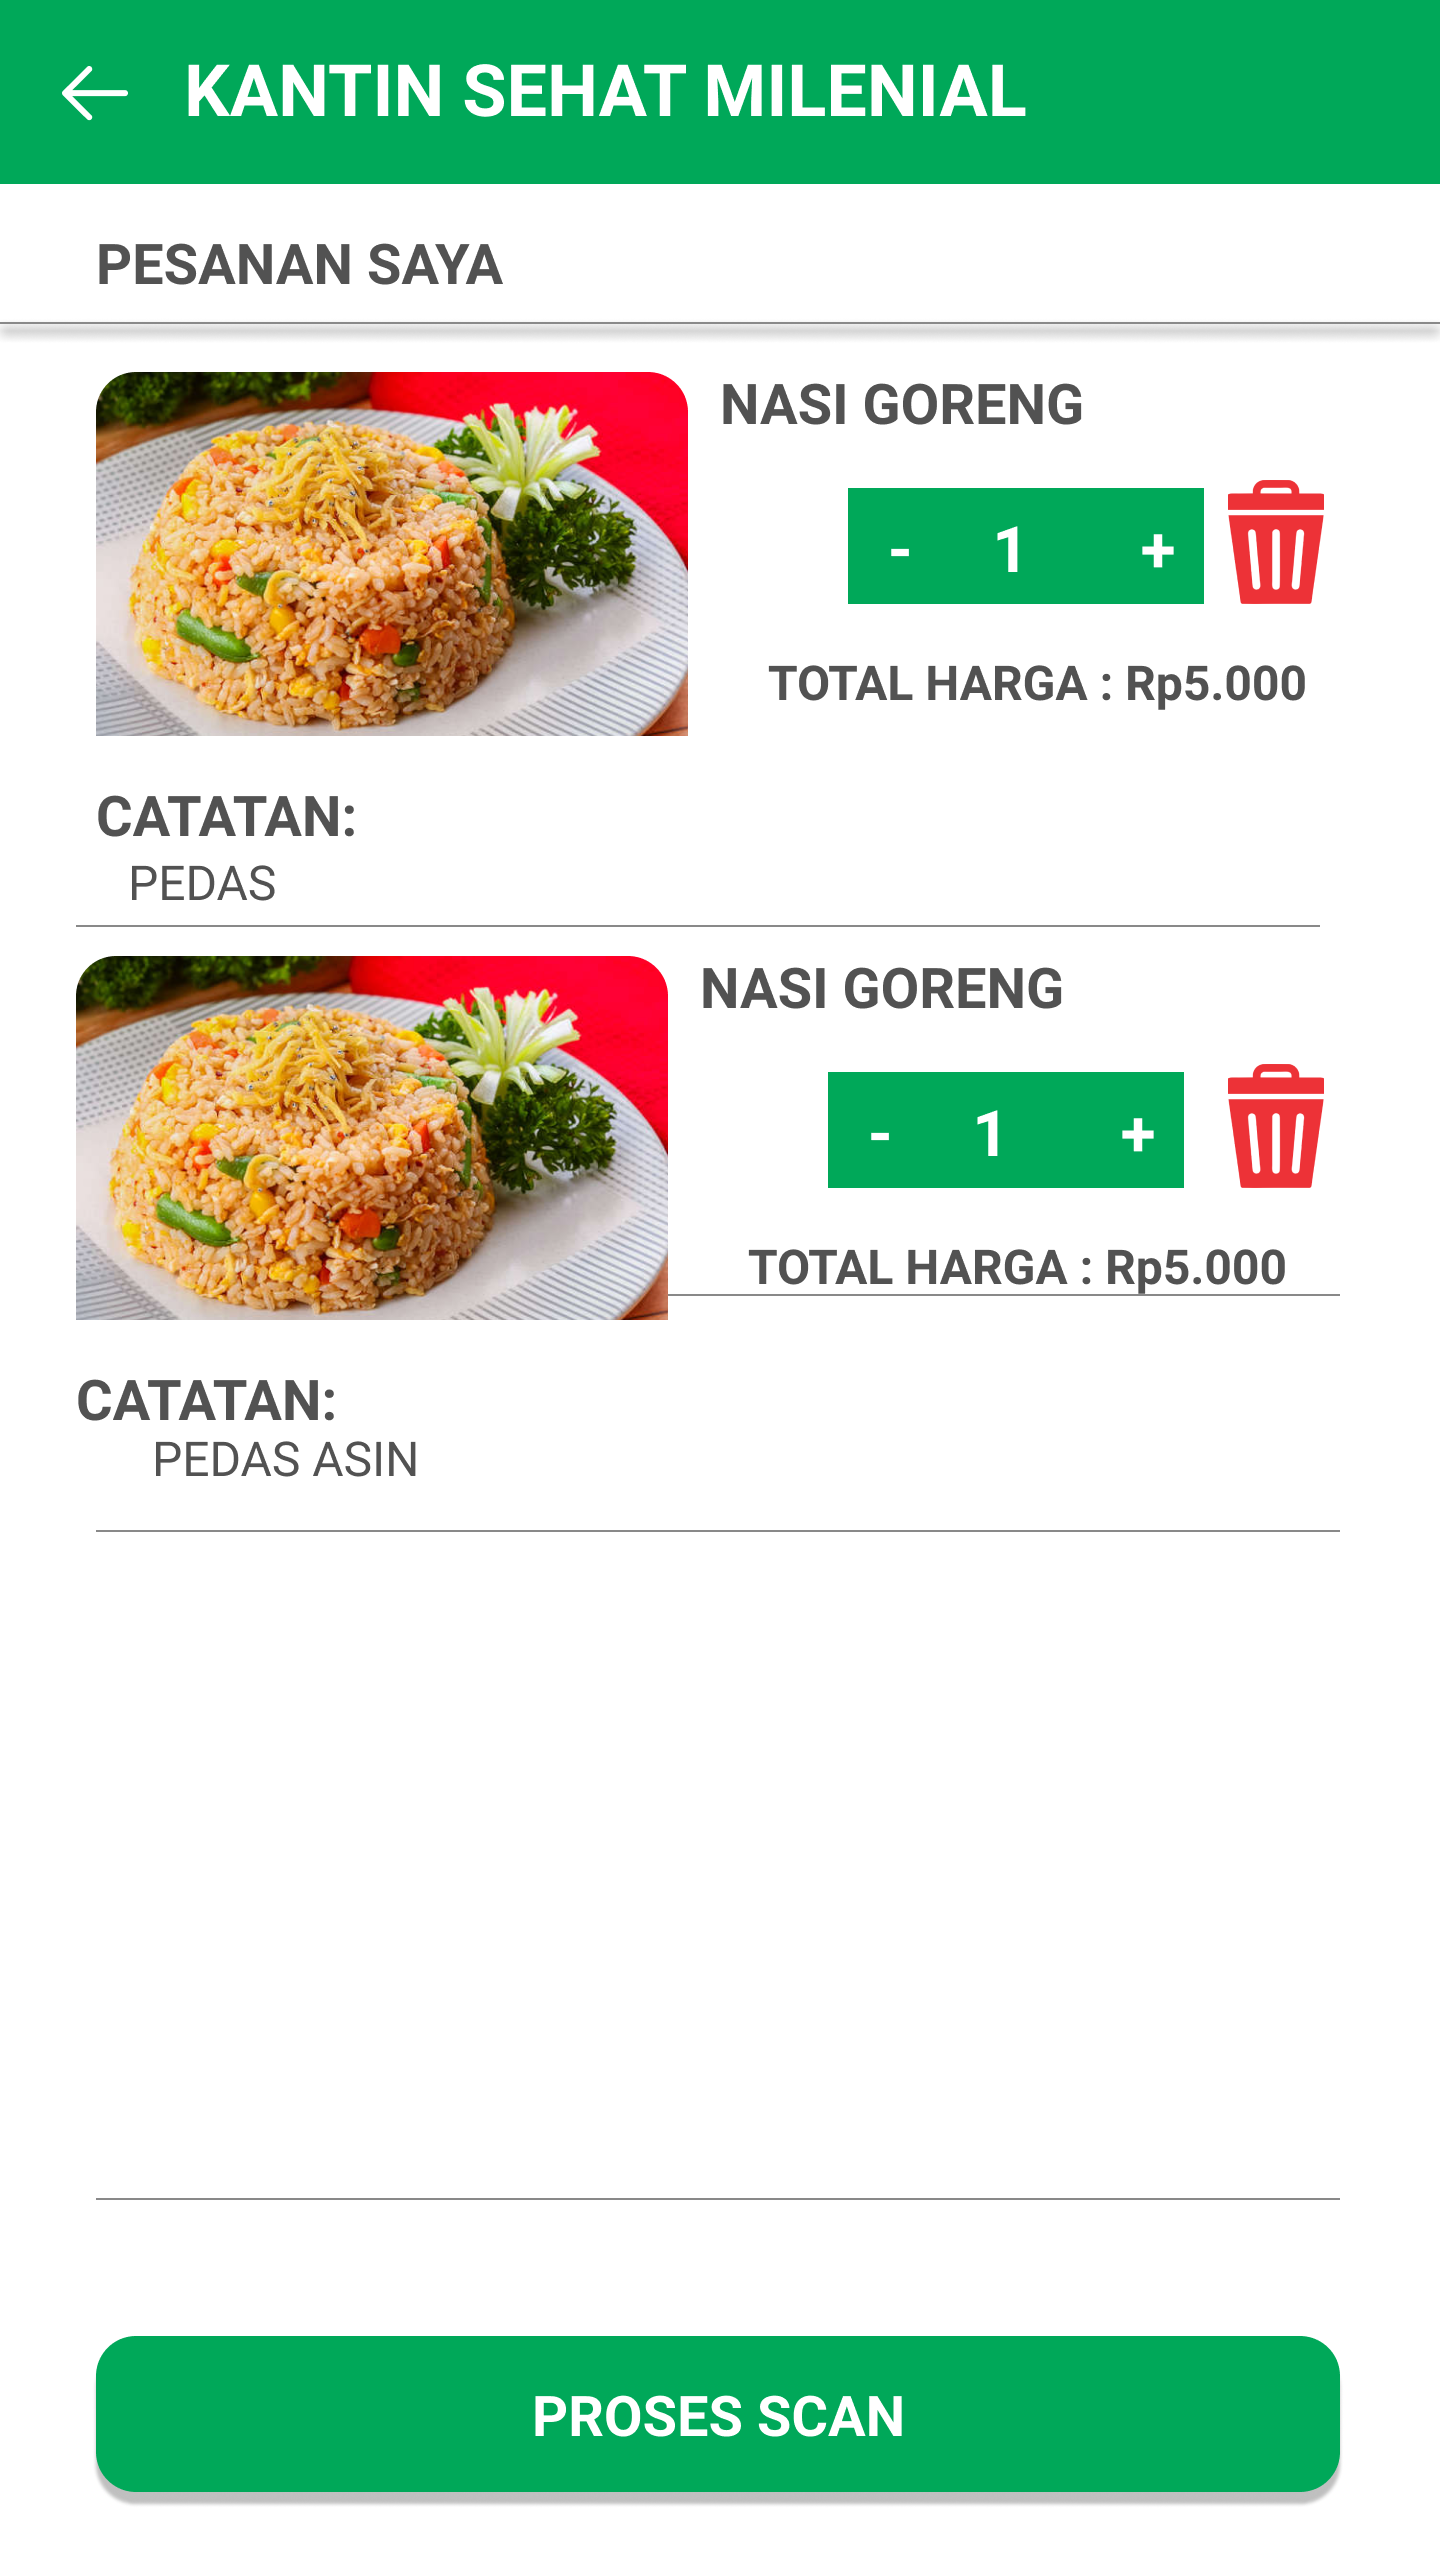 KANTIN SEHAT MILENIAL
PESANAN SAYA
NASI GORENG
- 1 +
TOTAL HARGA : Rp5.000
CATATAN:
PEDAS
NASI GORENG
- 1 +
TOTAL HARGA : Rp5.000
CATATAN:
PEDAS ASIN
PROSES SCAN